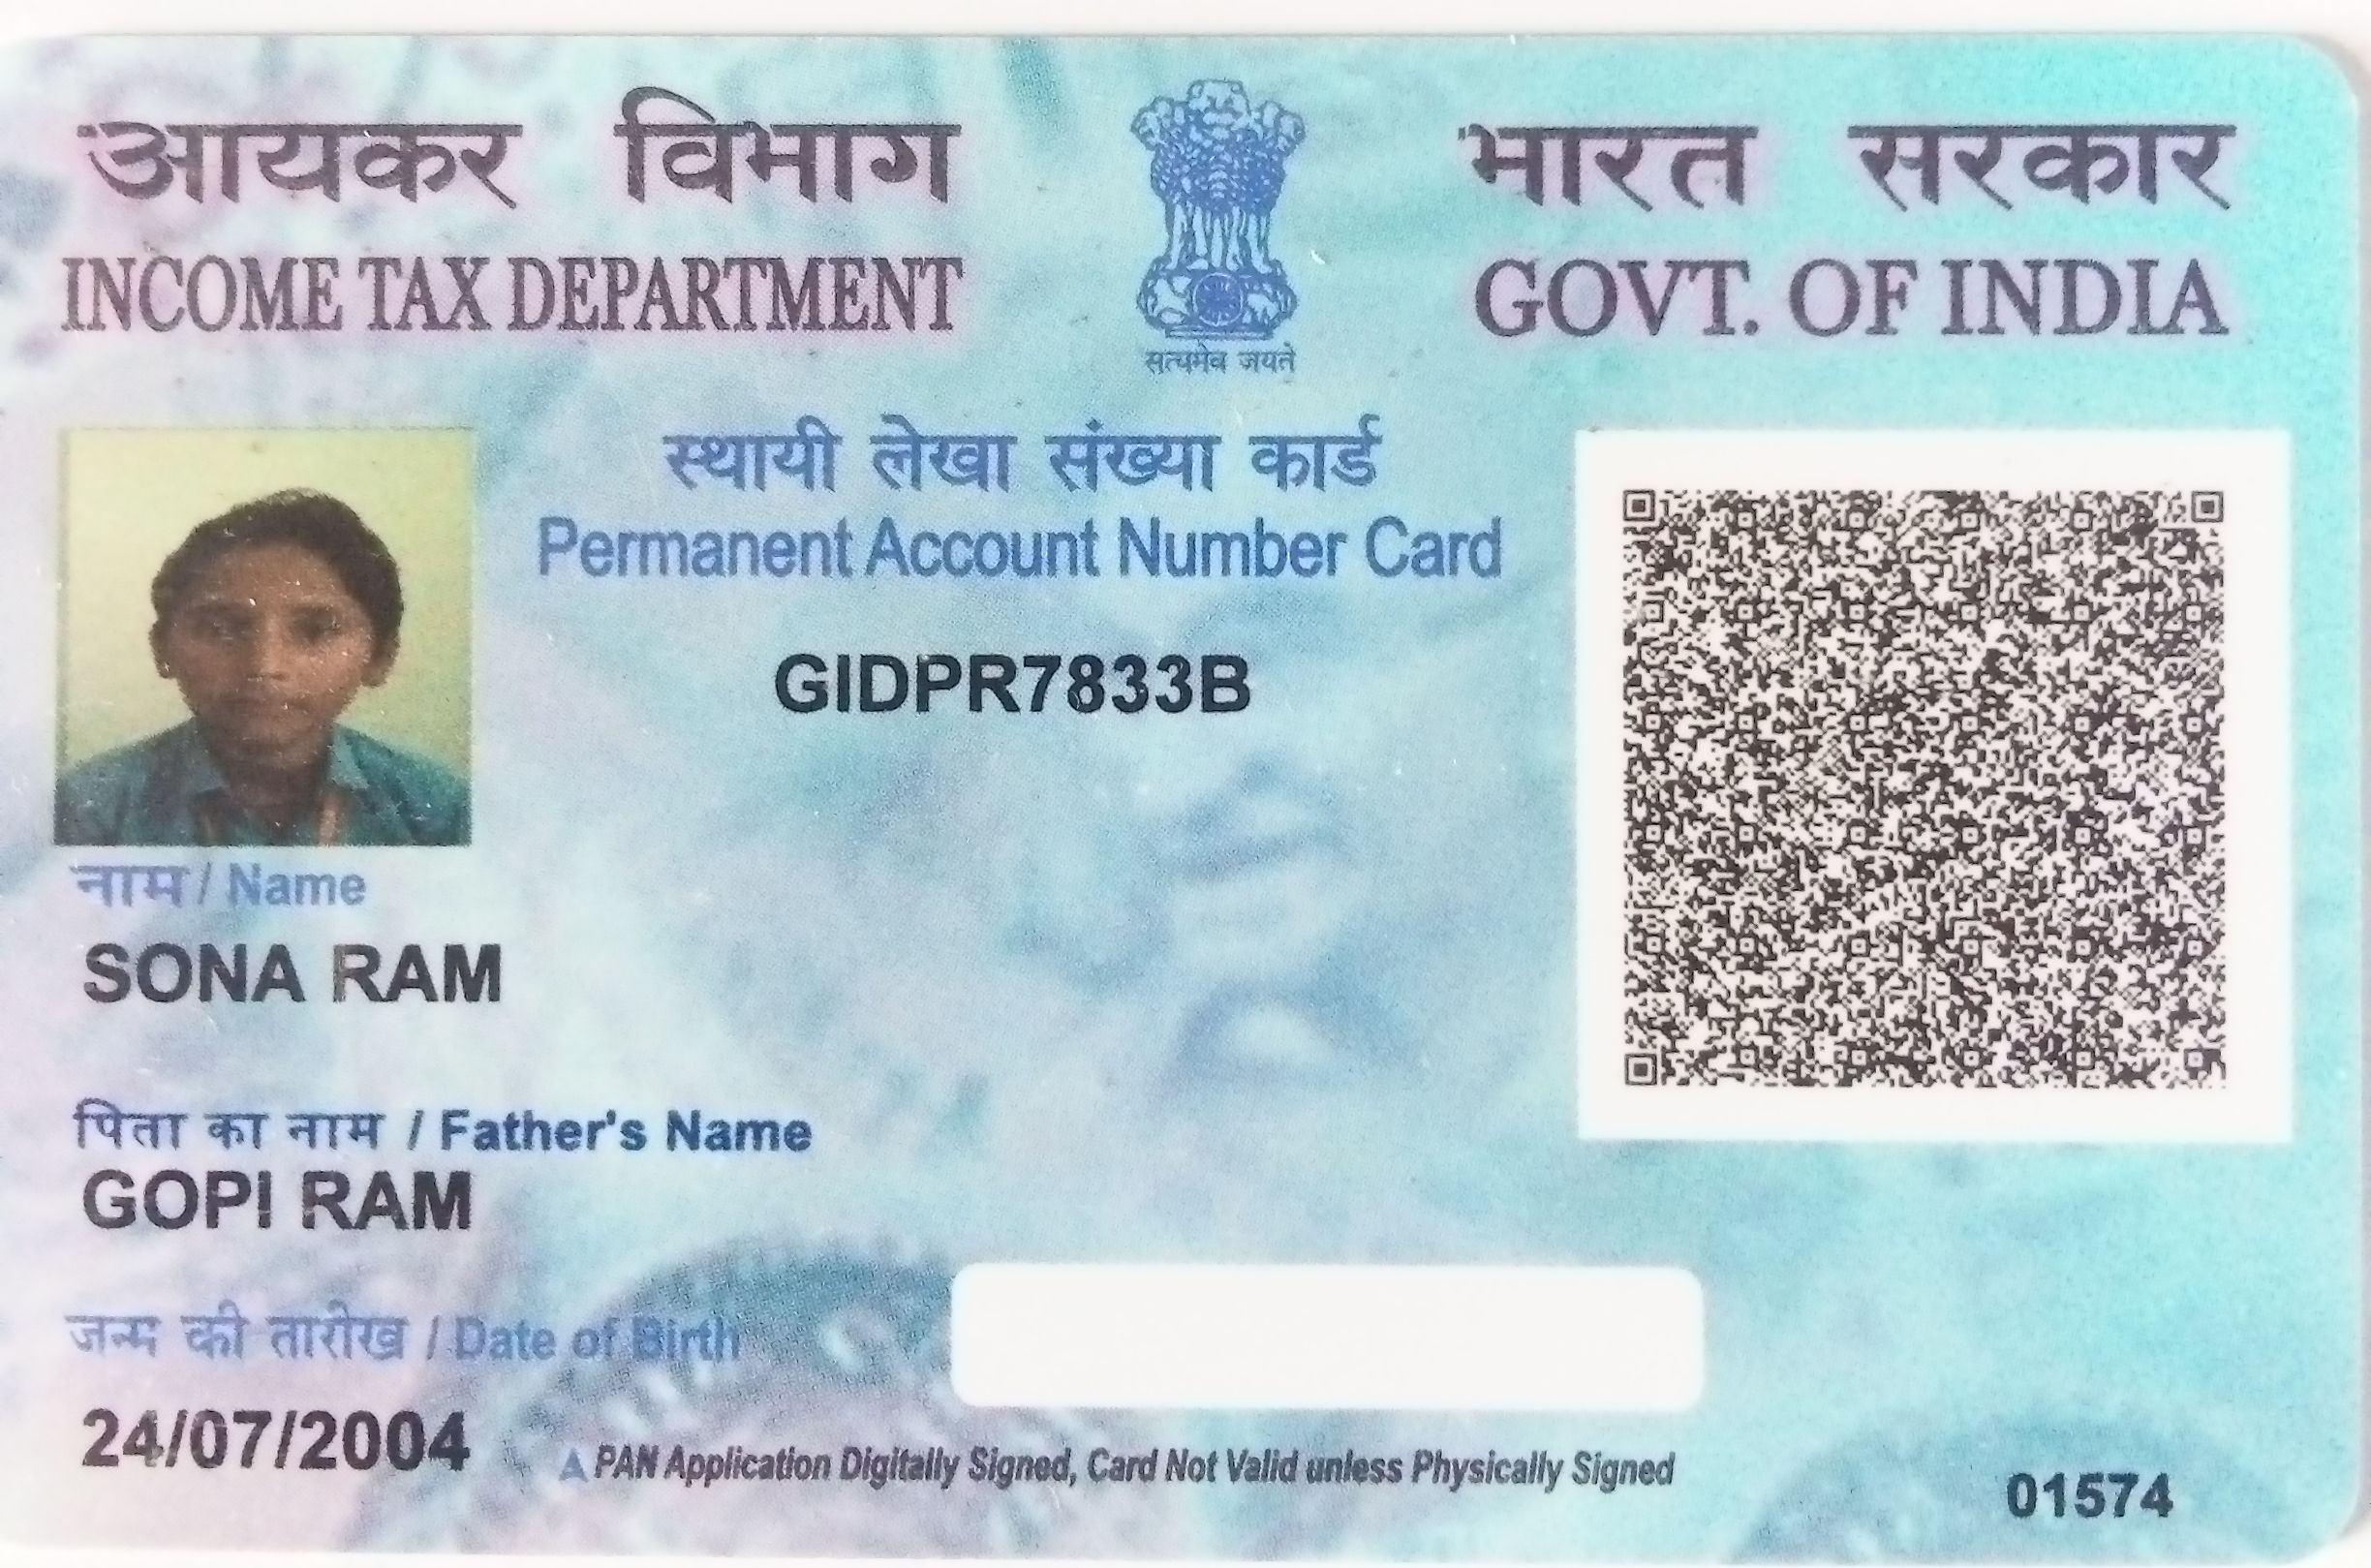 आयकर विभाग
INCOME TAX DEPARTMENT
सत्यमेव जयते
भारत सरकार
GOVT. OF INDIA
स्थायी लेखा संख्या कार्ड
Permanent Account Number Card
GIDPR7833B
नाम / Name
SONA RAM
पिता का नाम / Father's Name
GOPI RAM
जन्म की तारीख / Date of Birth
24/07/2004
PAN Application Digitally Signed, Card Not Valid unless Physically Signed
01574